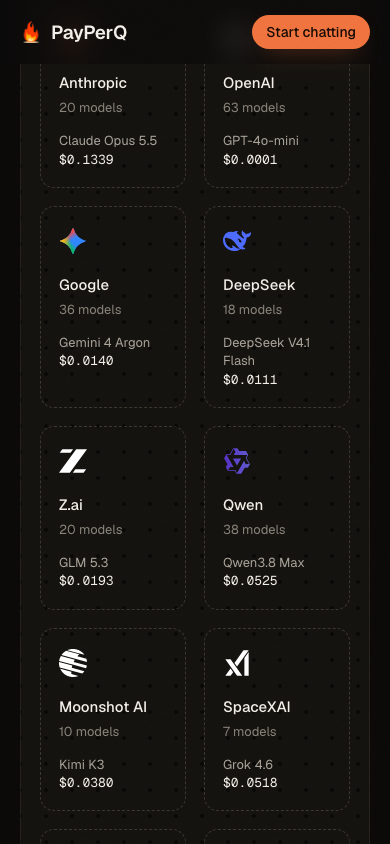 PayPerQ
Start chatting
Anthropic
20 models
Claude Opus 5.5
$0.1339
OpenAI
63 models
GPT-4o-mini
$0.0001
Google
36 models
Gemini 4 Argon
$0.0140
DeepSeek
18 models
DeepSeek V4.1
Flash
$0.0111
Z.ai
20 models
GLM 5.3
$0.0193
Qwen
38 models
Qwen3.8 Max
$0.0525
Moonshot AI
10 models
Kimi K3
$0.0380
SpaceXAI
7 models
Grok 4.6
$0.0518